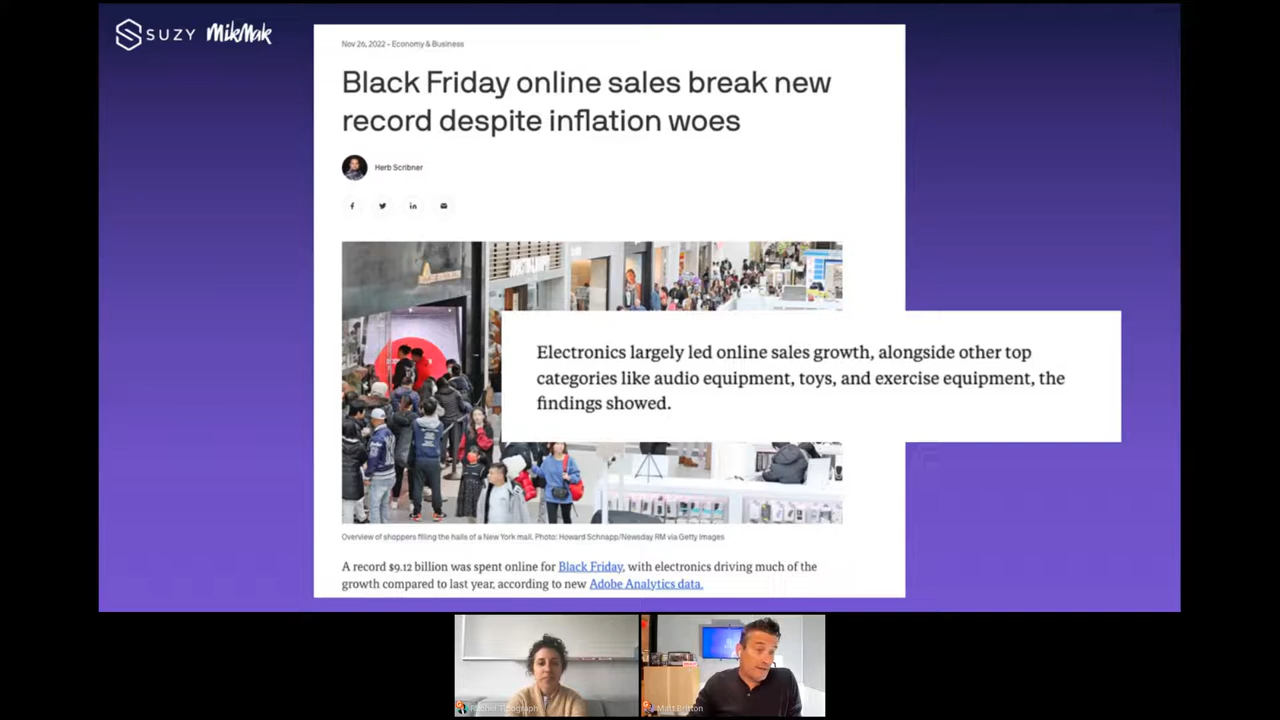 SUZY MikMak
Nov 26, 2022 - Economy & Business
Black Friday online sales break new
record despite inflation woes
Herb Scribner
Electronics largely led online sales growth, alongside other top
categories like audio equipment, toys, and exercise equipment, the
findings showed.
Overview of shoppers filling the halls of a New York mall. Photo: Howard Schnapp/Newsday RM via Getty Images
A record $9.12 billion was spent online for Black Friday, with electronics driving much of the
growth compared to last year, according to new Adobe Analytics data.
Rachel Tipograph
Matt Britton